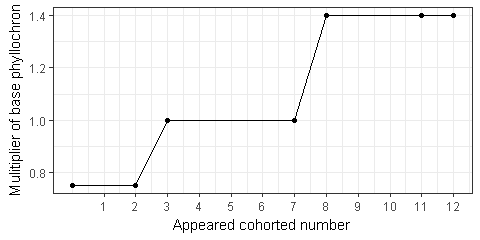 1.4
1.2
1.0
0.8
Mulitiplier of base phyllochron
1 2 3 4 5 6 7 8 9 10 11 12
Appeared cohorted number